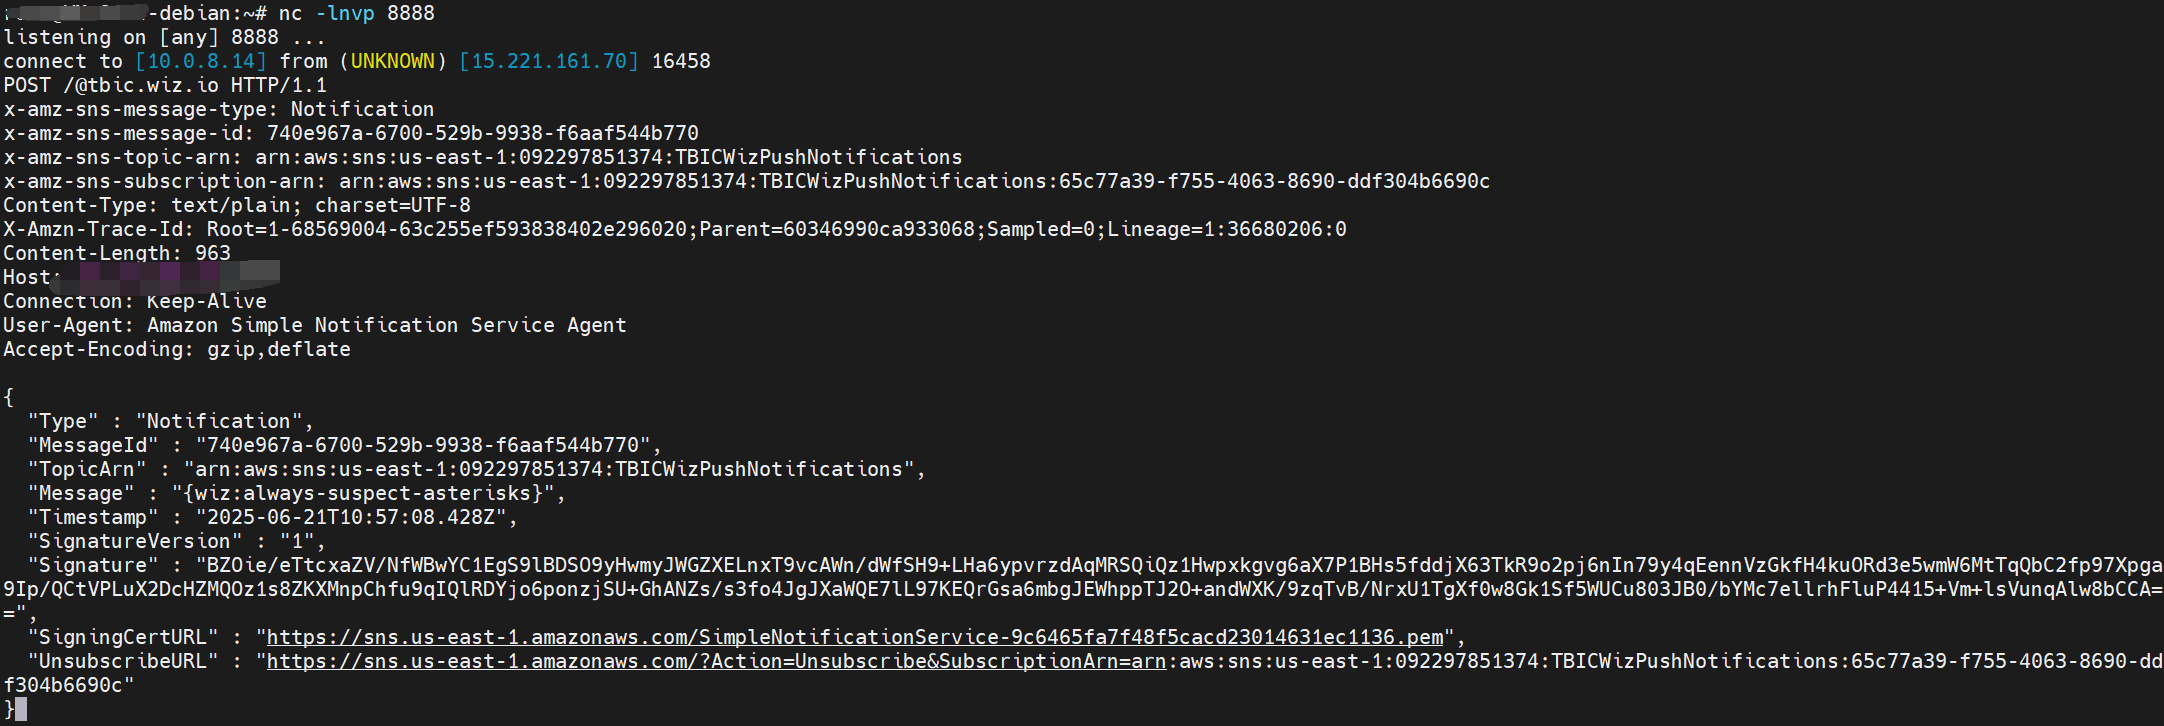 -debian:~# nc -lnvp 8888
listening on [any] 8888 ...
connect to [10.0.8.14] from (UNKNOWN) [15.221.161.70] 16458
POST /@tbic.wiz.io HTTP/1.1
x-amz-sns-message-type: Notification
x-amz-sns-message-id: 740e967a-6700-529b-9938-f6aaf544b770
x-amz-sns-topic-arn: arn:aws:sns:us-east-1:092297851374:TBICWizPushNotifications
x-amz-sns-subscription-arn: arn:aws:sns:us-east-1:092297851374:TBICWizPushNotifications:65c77a39-f755-4063-8690-ddf304b6690c
Content-Type: text/plain; charset=UTF-8
X-Amzn-Trace-Id: Root=1-68569004-63c255ef593838402e296020;Parent=60346990ca933068;Sampled=0;Lineage=1:36680206:0
Content-Length: 963
Host:
Connection: Keep-Alive
User-Agent: Amazon Simple Notification Service Agent
Accept-Encoding: gzip,deflate
{
"Type" : "Notification",
"MessageId" : "740e967a-6700-529b-9938-f6aaf544b770",
"TopicArn" : "arn:aws:sns:us-east-1:092297851374:TBICWizPushNotifications",
"Message" : "{wiz:always-suspect-asterisks}",
"Timestamp" : "2025-06-21T10:57:08.428Z",
"SignatureVersion" : "1",
"Signature" : "BZOie/eTtcxaZV/NfWBwYC1EgS9lBDSO9yHwmyJWGZXELnxT9vcAWn/dWfSH9+LHa6ypvrzdAqMRSQiQz1Hwpxkgvg6aX7P1BHs5fddjX63TkR9o2pj6nIn79y4qEennVzGkfH4kuORd3e5wmW6MtTqQbC2fp97Xpga
9Ip/QCtVPLuX2DcHZMQOz1s8ZKXMnpChfu9qIQlRDYjo6ponzjSU+GhANZs/s3fo4JgJXaWQE7lL97KEQrGsa6mbgJEWhppTJ2O+andWXK/9zqTvB/NrxU1TgXf0w8Gk1Sf5WUCu803JB0/bYMc7ellrhFluP4415+Vm+lsVunqAlw8bCCA=
=",
"SigningCertURL" : "https://sns.us-east-1.amazonaws.com/SimpleNotificationService-9c6465fa7f48f5cacd23014631ec1136.pem",
"UnsubscribeURL" : "https://sns.us-east-1.amazonaws.com/?Action=Unsubscribe&SubscriptionArn=arn:aws:sns:us-east-1:092297851374:TBICWizPushNotifications:65c77a39-f755-4063-8690-dd
f304b6690c"
}